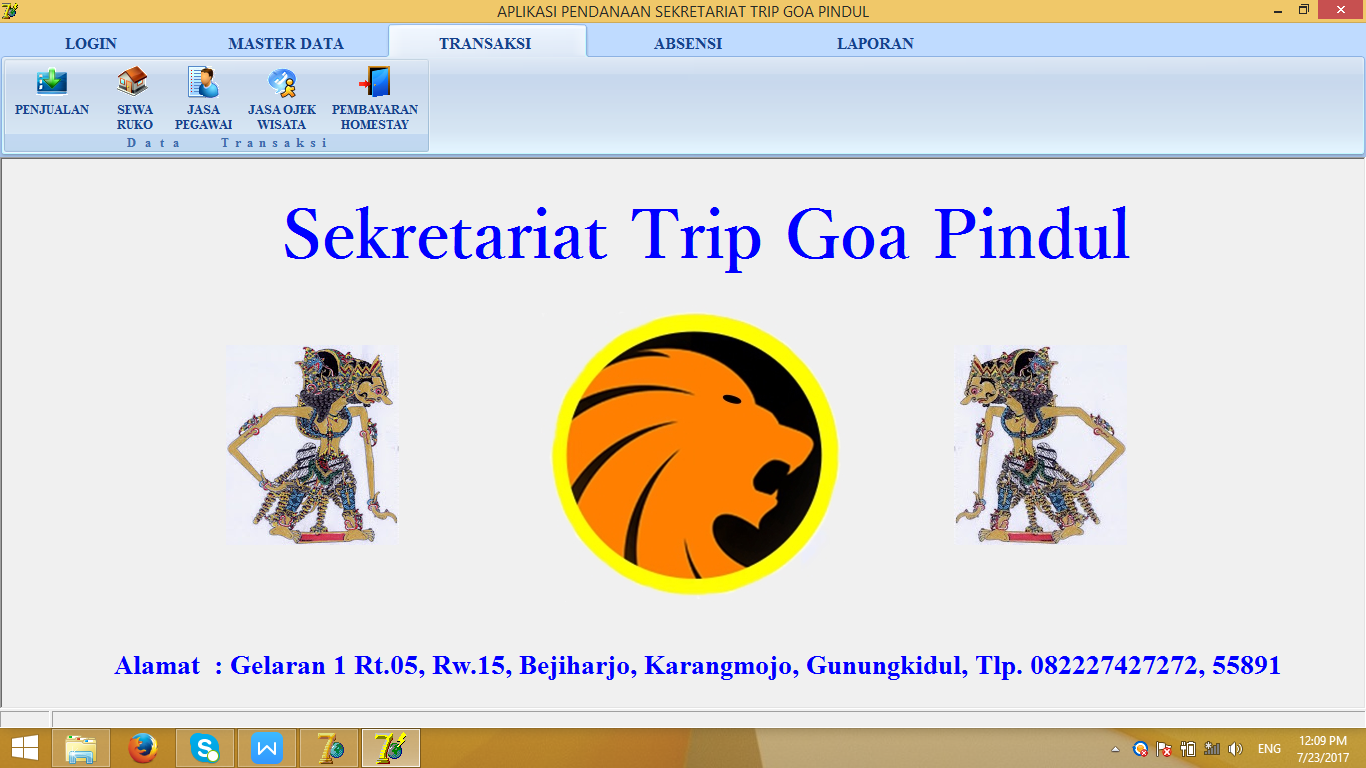 APLIKASI PENDANAAN SEKRETARIAT TRIP GOA PINDUL
LOGIN MASTER DATA TRANSAKSI ABSENSI LAPORAN
PENJUALAN
SEWA
RUKO
JASA
PEGAWAI
JASA OJEK
WISATA
PEMBAYARAN
HOMESTAY
Data Transaksi
Sekretariat Trip Goa Pindul
Alamat : Gelaran 1 Rt.05, Rw.15, Bejiharjo, Karangmojo, Gunungkidul, Tlp. 082227427272, 55891
ENG
12:09 PM
7/23/2017